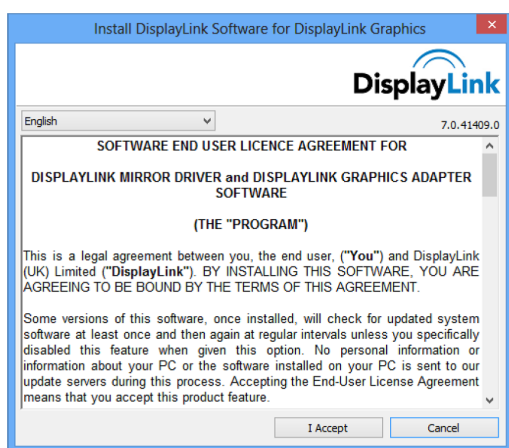 Install DisplayLink Software for DisplayLink Graphics
DisplayLink
English
7.0.41409.0
SOFTWARE END USER LICENCE AGREEMENT FOR
DISPLAYLINK MIRROR DRIVER and DISPLAYLINK GRAPHICS ADAPTER
SOFTWARE
(THE "PROGRAM")
This is a legal agreement between you, the end user, ("You") and DisplayLink
(UK) Limited ("DisplayLink"). BY INSTALLING THIS SOFTWARE, YOU ARE
AGREEING TO BE BOUND BY THE TERMS OF THIS AGREEMENT.
Some versions of this software, once installed, will check for updated system
software at least once and then again at regular intervals unless you specifically
disabled this feature when given this option. No personal information or
information about your PC or the software installed on your PC is sent to our
update servers during this process. Accepting the End-User License Agreement
means that you accept this product feature.
I Accept
Cancel